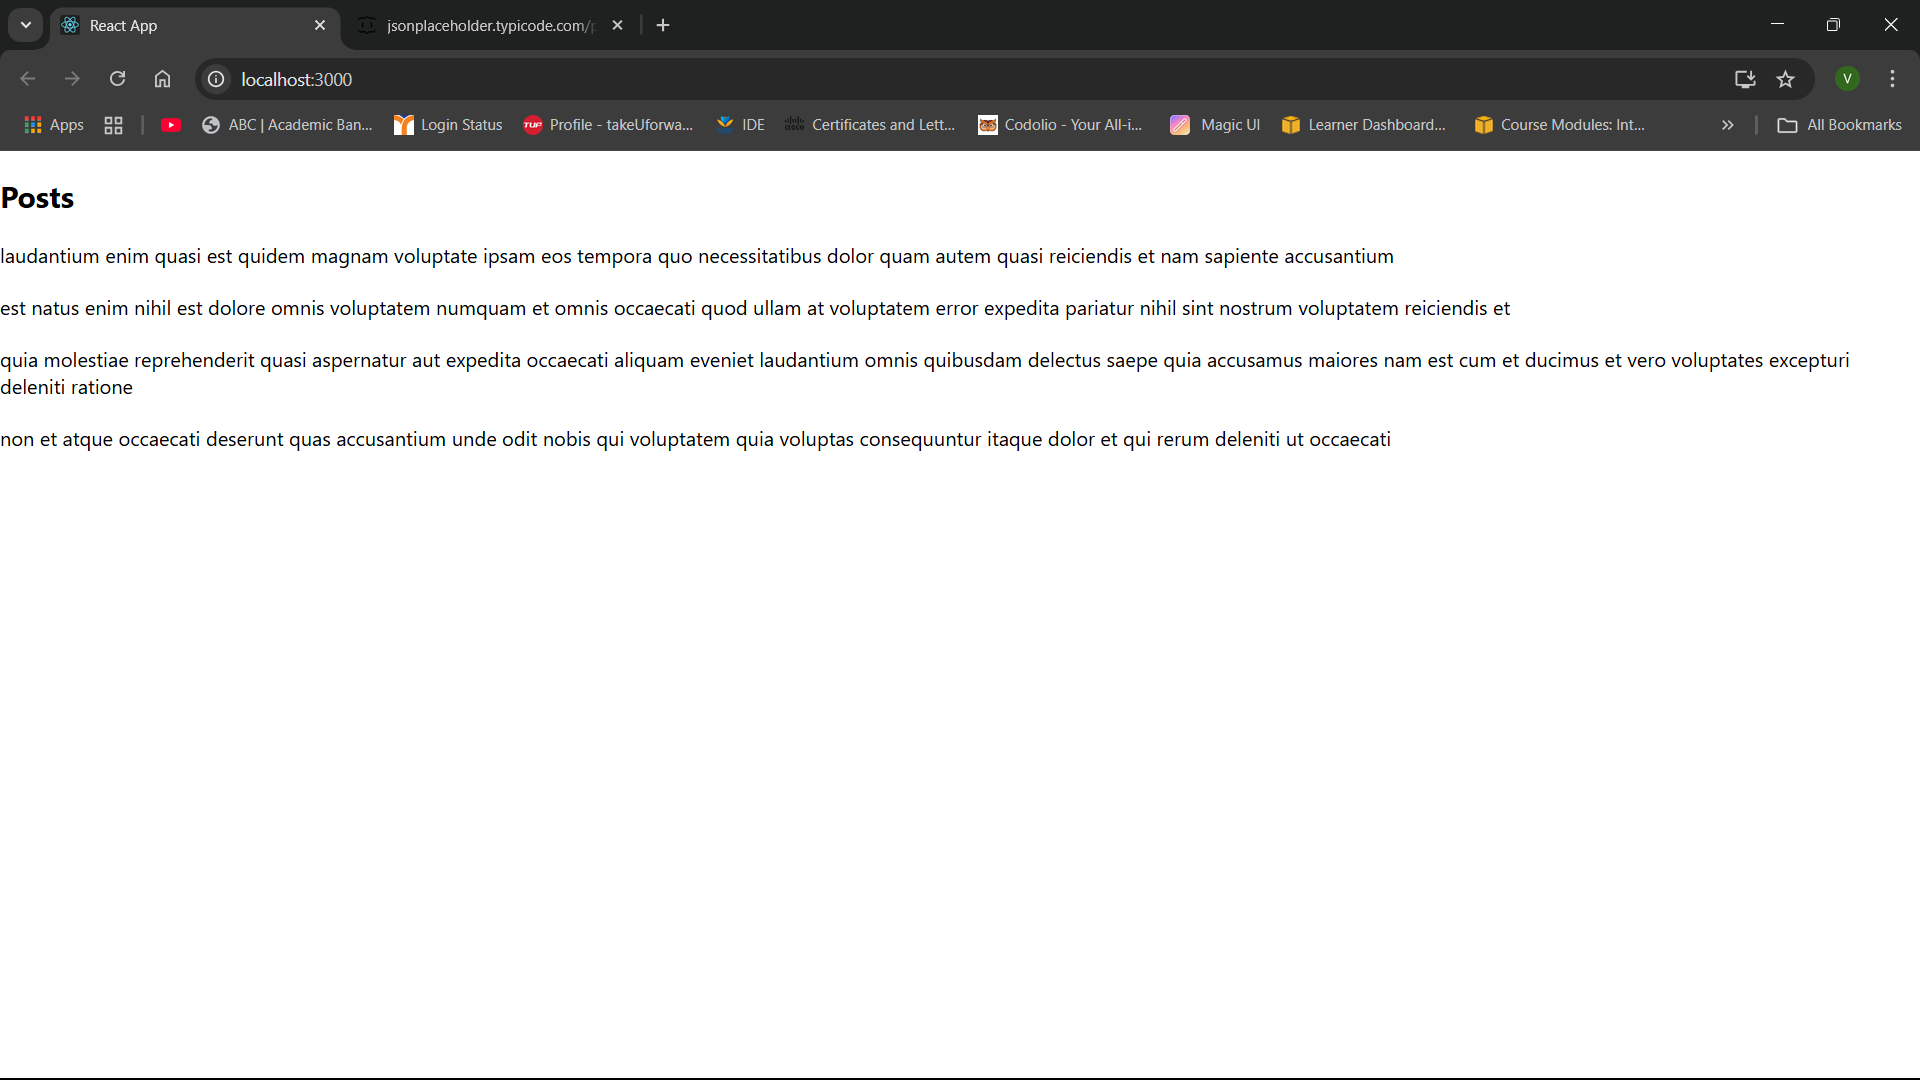 React App
jsonplaceholder.typicode.com/p
localhost:3000
V
Apps
ABC | Academic Ban...
Login Status
TUF
Profile - takeUforwa...
IDE
cisco
Certificates and Lett...
Codolio - Your All-i...
Magic UI
Learner Dashboard...
Course Modules: Int...
All Bookmarks
Posts
laudantium enim quasi est quidem magnam voluptate ipsam eos tempora quo necessitatibus dolor quam autem quasi reiciendis et nam sapiente accusantium
est natus enim nihil est dolore omnis voluptatem numquam et omnis occaecati quod ullam at voluptatem error expedita pariatur nihil sint nostrum voluptatem reiciendis et
quia molestiae reprehenderit quasi aspernatur aut expedita occaecati aliquam eveniet laudantium omnis quibusdam delectus saepe quia accusamus maiores nam est cum et ducimus et vero voluptates excepturi
deleniti ratione
non et atque occaecati deserunt quas accusantium unde odit nobis qui voluptatem quia voluptas consequuntur itaque dolor et qui rerum deleniti ut occaecati